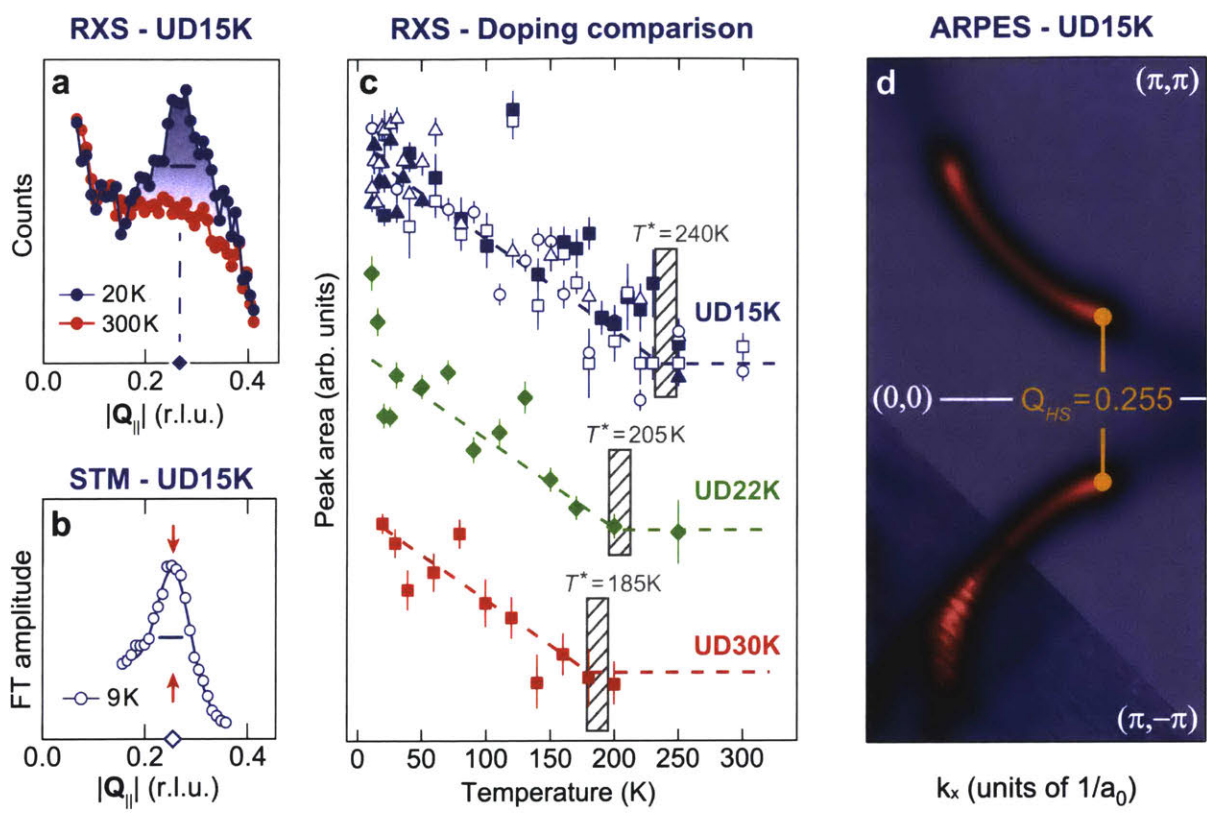 RXS - UD15K
a
Counts
20K
300K
0.0 0.2 0.4
|Q|| | (r.l.u.)
STM - UD15K
b
FT amplitude
9K
0.0 0.2 0.4
|Q|| | (r.l.u.)
RXS - Doping comparison
c
Peak area (arb. units)
T* = 240K
UD15K
T* = 205K
UD22K
T* = 185K
UD30K
0 50 100 150 200 250 300
Temperature (K)
ARPES - UD15K
d
(π,π)
(0,0)
QHS=0.255
(π,−π)
kx (units of 1/a0)